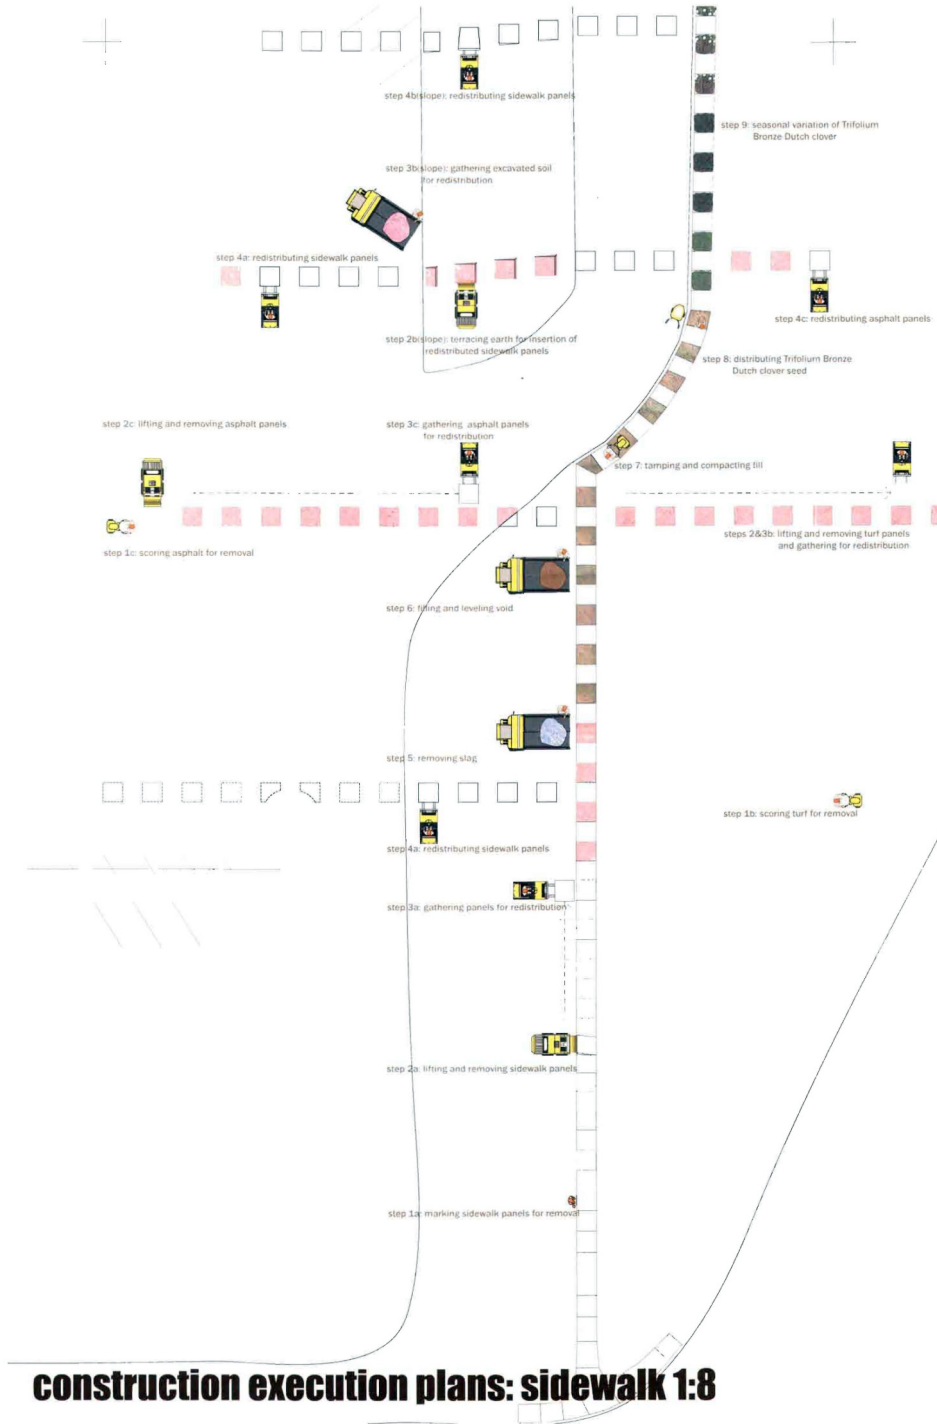 step 4b(slope): redistributing sidewalk panels
step 9: seasonal variation of Trifolium
Bronze Dutch clover
step 3b(slope): gathering excavated soil
for redistribution
step 4a: redistributing sidewalk panels
step 4c: redistributing asphalt panels
step 2b(slope): terracing earth for insertion of
redistributed sidewalk panels
step 8: distributing Trifolium Bronze
Dutch clover seed
step 2c: lifting and removing asphalt panels
step 3c: gathering asphalt panels
for redistribution
step 7: tamping and compacting fill
step 1c: scoring asphalt for removal
steps 2&3b: lifting and removing turf panels
and gathering for redistribution
step 6: filling and leveling void
step 5: removing slag
step 1b: scoring turf for removal
step 4a: redistributing sidewalk panels
step 3a: gathering panels for redistribution
step 2a: lifting and removing sidewalk panels
step 1a: marking sidewalk panels for removal
construction execution plans: sidewalk 1:8